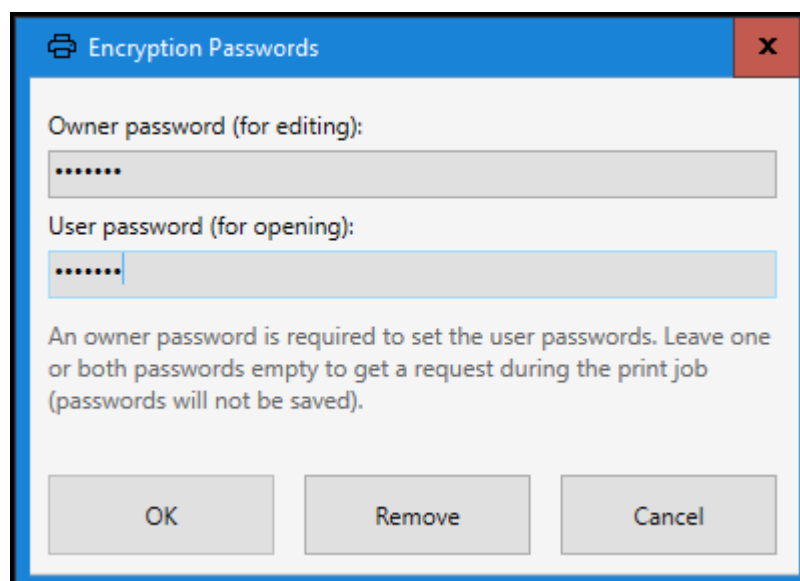 Encryption Passwords
x
Owner password (for editing):
•••••••
User password (for opening):
•••••••
An owner password is required to set the user passwords. Leave one
or both passwords empty to get a request during the print job
(passwords will not be saved).
OK
Remove
Cancel